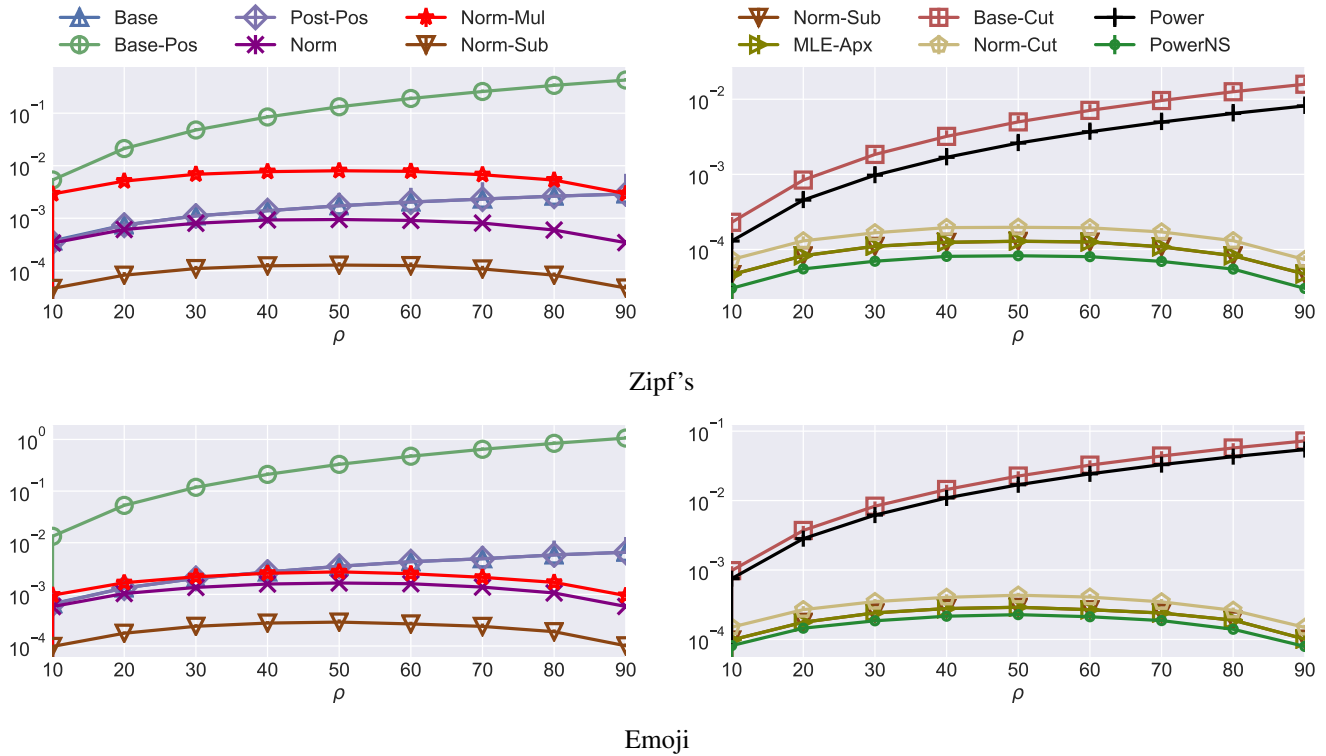 Base Post-Pos Norm-Mul
Base-Pos Norm Norm-Sub
Norm-Sub Base-Cut Power
MLE-Apx Norm-Cut PowerNS
10⁻¹
10⁻²
10⁻³
10⁻⁴
10 20 30 40 50 60 70 80 90
ρ
10⁻²
10⁻³
10⁻⁴
10 20 30 40 50 60 70 80 90
ρ
Zipf's
10⁰
10⁻¹
10⁻²
10⁻³
10⁻⁴
10 20 30 40 50 60 70 80 90
ρ
10⁻¹
10⁻²
10⁻³
10⁻⁴
10 20 30 40 50 60 70 80 90
ρ
Emoji